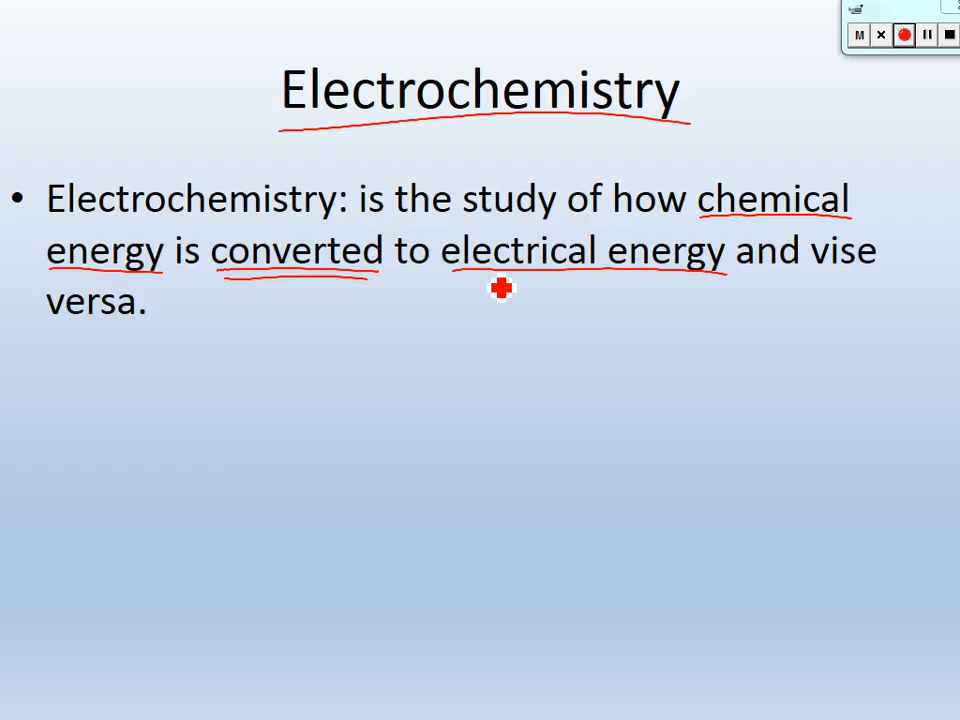 M
Electrochemistry
• Electrochemistry: is the study of how chemical
energy is converted to electrical energy and vise
versa.